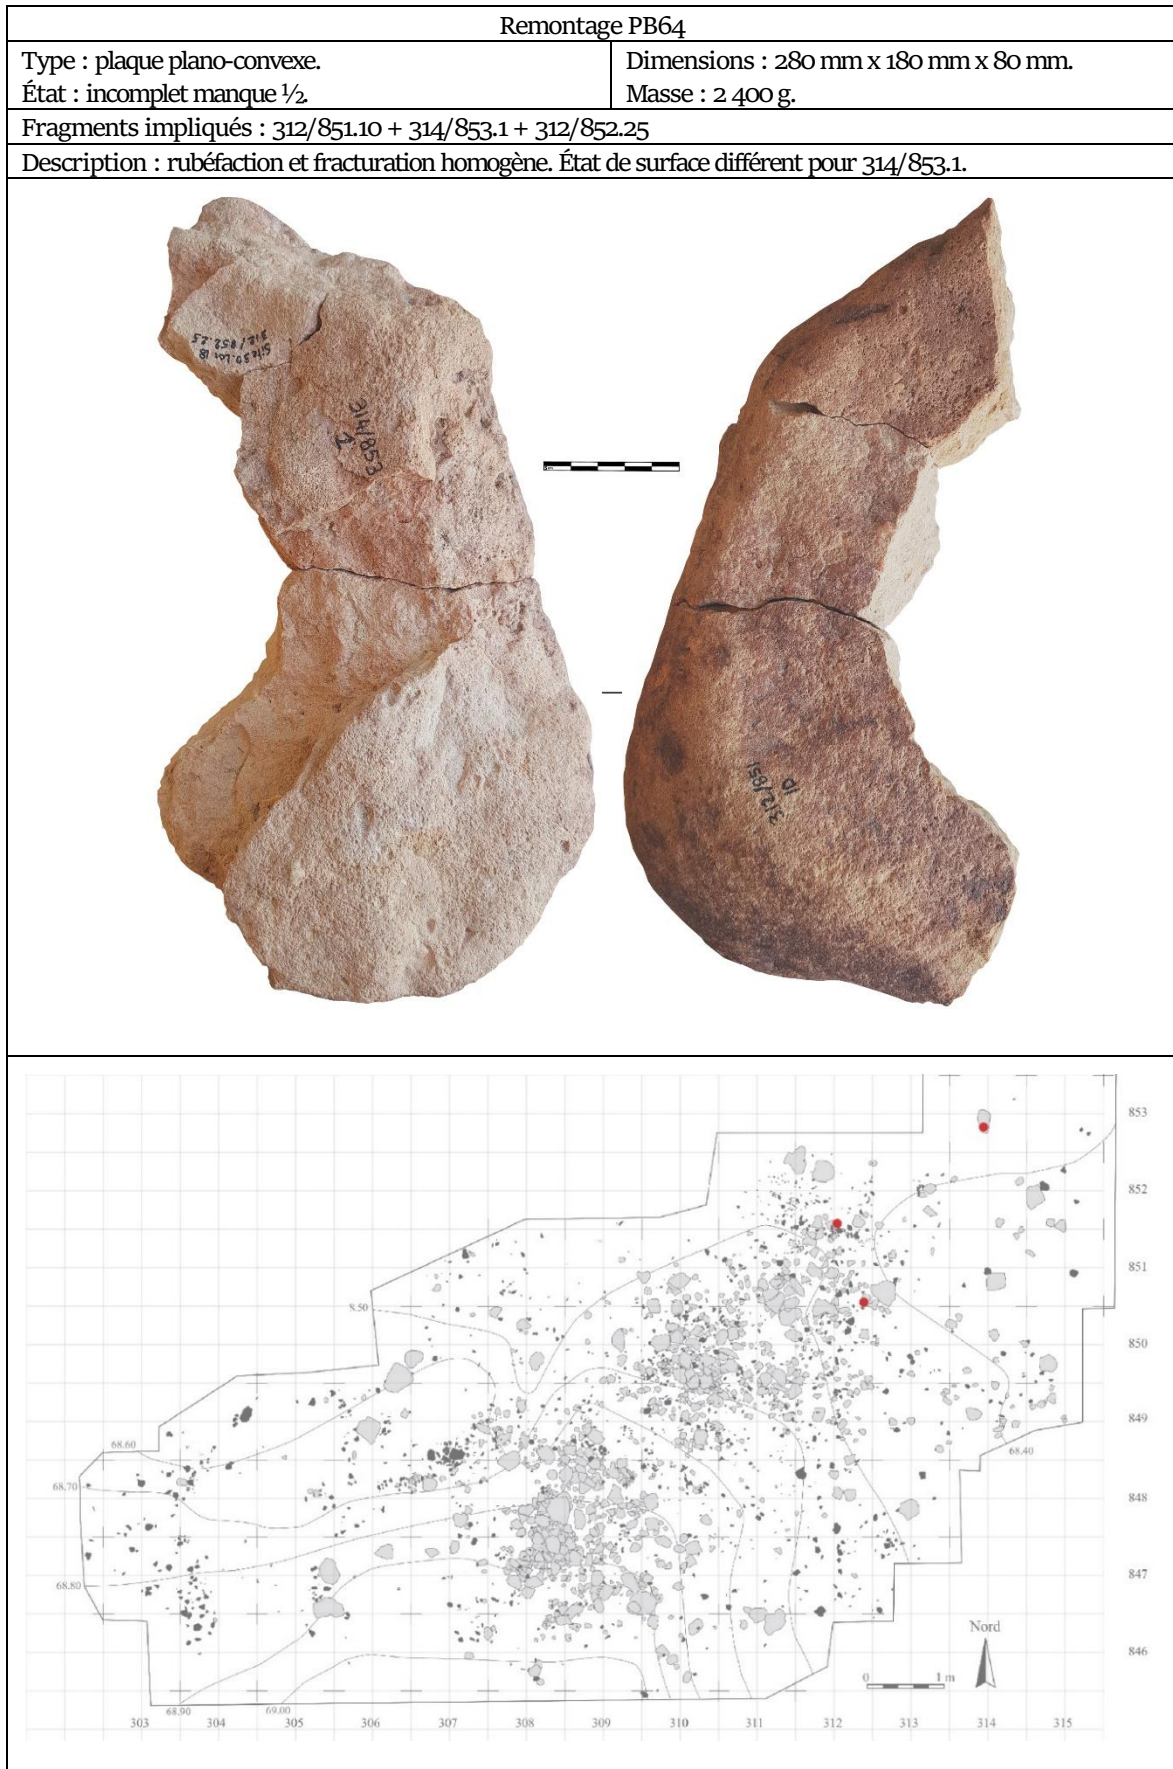 Remontage PB64
Type : plaque plano-convexe.
État : incomplet manque ½.
Dimensions : 280 mm x 180 mm x 80 mm.
Masse : 2 400 g.
Fragments impliqués : 312/851.10 + 314/853.1 + 312/852.25
Description : rubéfaction et fracturation homogène. État de surface différent pour 314/853.1.
Site 50.Lot 18
312/852.25
314/853
1
312/851
10
853
852
851
8.50
850
849
68.60
68.40
68.70
848
847
68.80
Nord
846
0 1 m
68.90 69.00
303 304 305 306 307 308 309 310 311 312 313 314 315